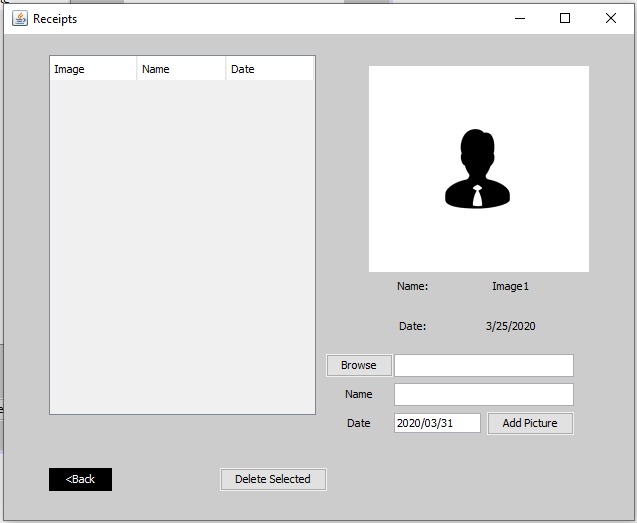 Receipts
Image Name Date
Name: Image1
Date: 3/25/2020
Browse
Name
Date 2020/03/31 Add Picture
<Back Delete Selected